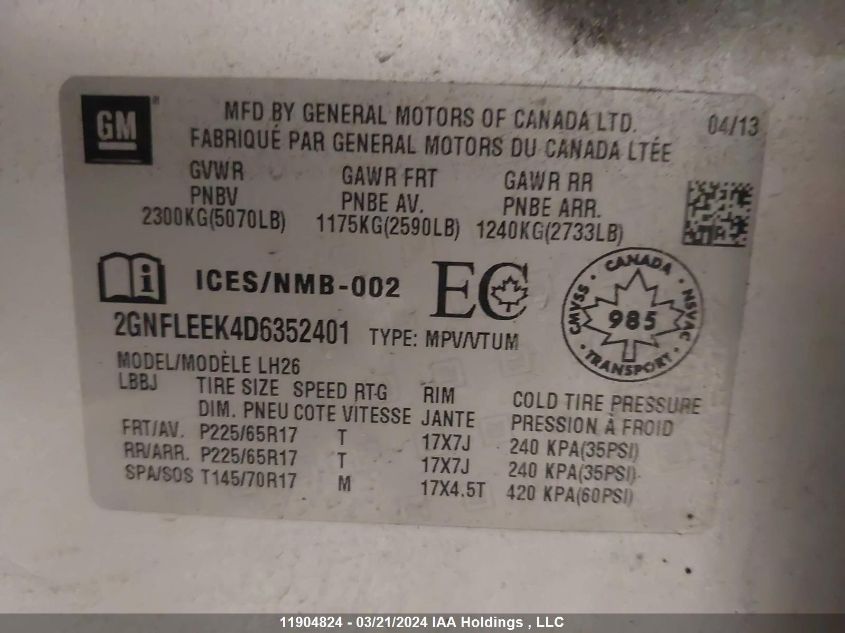 GM ®
MFD BY GENERAL MOTORS OF CANADA LTD. 04/13
FABRIQUÉ PAR GENERAL MOTORS DU CANADA LTÉE
GVWR GAWR FRT GAWR RR
PNBV PNBE AV. PNBE ARR.
2300KG(5070LB) 1175KG(2590LB) 1240KG(2733LB)
i ICES/NMB-002 EC
CANADA
CMVSS 985 NSVAC
TRANSPORT
2GNFLEEK4D6352401 TYPE: MPV/VTUM
MODEL/MODÈLE LH26
LBBJ TIRE SIZE SPEED RTG RIM COLD TIRE PRESSURE
DIM. PNEU COTE VITESSE JANTE PRESSION À FROID
FRT/AV. P225/65R17 T 17X7J 240 KPA(35PSI)
RR/ARR. P225/65R17 T 17X7J 240 KPA(35PSI)
SPA/SOS T145/70R17 M 17X4.5T 420 KPA(60PSI)
11904824 - 03/21/2024 IAA Holdings , LLC